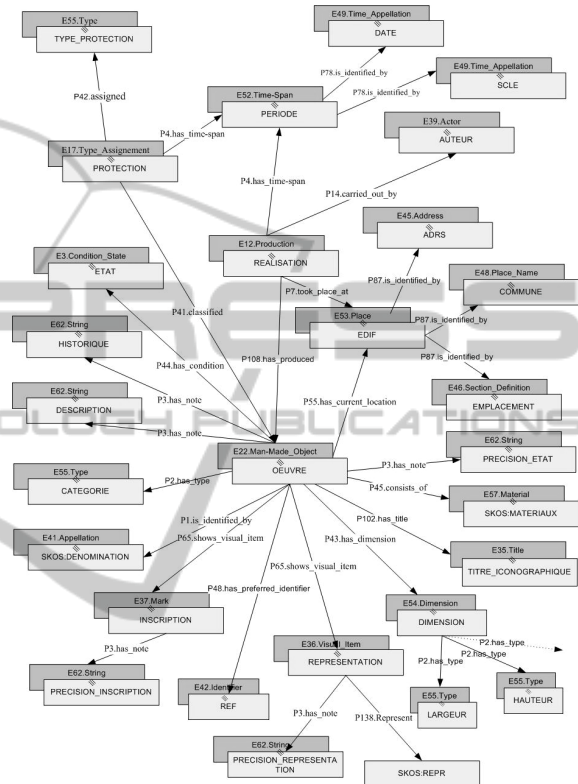 E55.Type
TYPE_PROTECTION
E49.Time_Appellation
DATE
P78.is_identified_by
E49.Time_Appellation
SCLE
P78.is_identified_by
P42.assigned
E52.Time-Span
PERIODE
P4.has_time-span
E39.Actor
AUTEUR
E17.Type_Assignement
PROTECTION
P4.has_time-span
P14.carried_out_by
E45.Address
ADRS
E3.Condition_State
ETAT
E12.Production
REALISATION
P87.is_identified_by
E48.Place_Name
COMMUNE
P7.took_place_at
P41.classified
E53.Place
EDIF
P87.is_identified_by
E62.String
HISTORIQUE
P108.has_produced
P87.is_identified_by
P44.has_condition
E46.Section_Definition
EMPLACEMENT
E62.String
DESCRIPTION
P3.has_note
P55.has_current_location
OLOGY PUBLICATIONS
P3.has_note
E62.String
PRECISION_ETAT
E22.Man-Made_Object
OEUVRE
P3.has_note
E55.Type
CATEGORIE
P2.has_type
P45.consists_of
E57.Material
SKOS:MATERIAUX
P1.is_identified_by
P102.has_title
E41.Appellation
SKOS:DENOMINATION
P65.shows_visual_item
P43.has_dimension
E35.Title
TITRE_ICONOGRAPHIQUE
P65.shows_visual_item
P48.has_preferred_identifier
E37.Mark
INSCRIPTION
E54.Dimension
DIMENSION
P3.has_note
E36.Visual_Item
REPRESENTATION
P2.has_type
P2.has_type
P2.has_type
E62.String
PRECISION_INSCRIPTION
E42.Identifier
REF
E55.Type
LARGEUR
E55.Type
HAUTEUR
P3.has_note
P138.Represent
E62.String
PRECISION_REPRESENTA
TION
SKOS:REPR